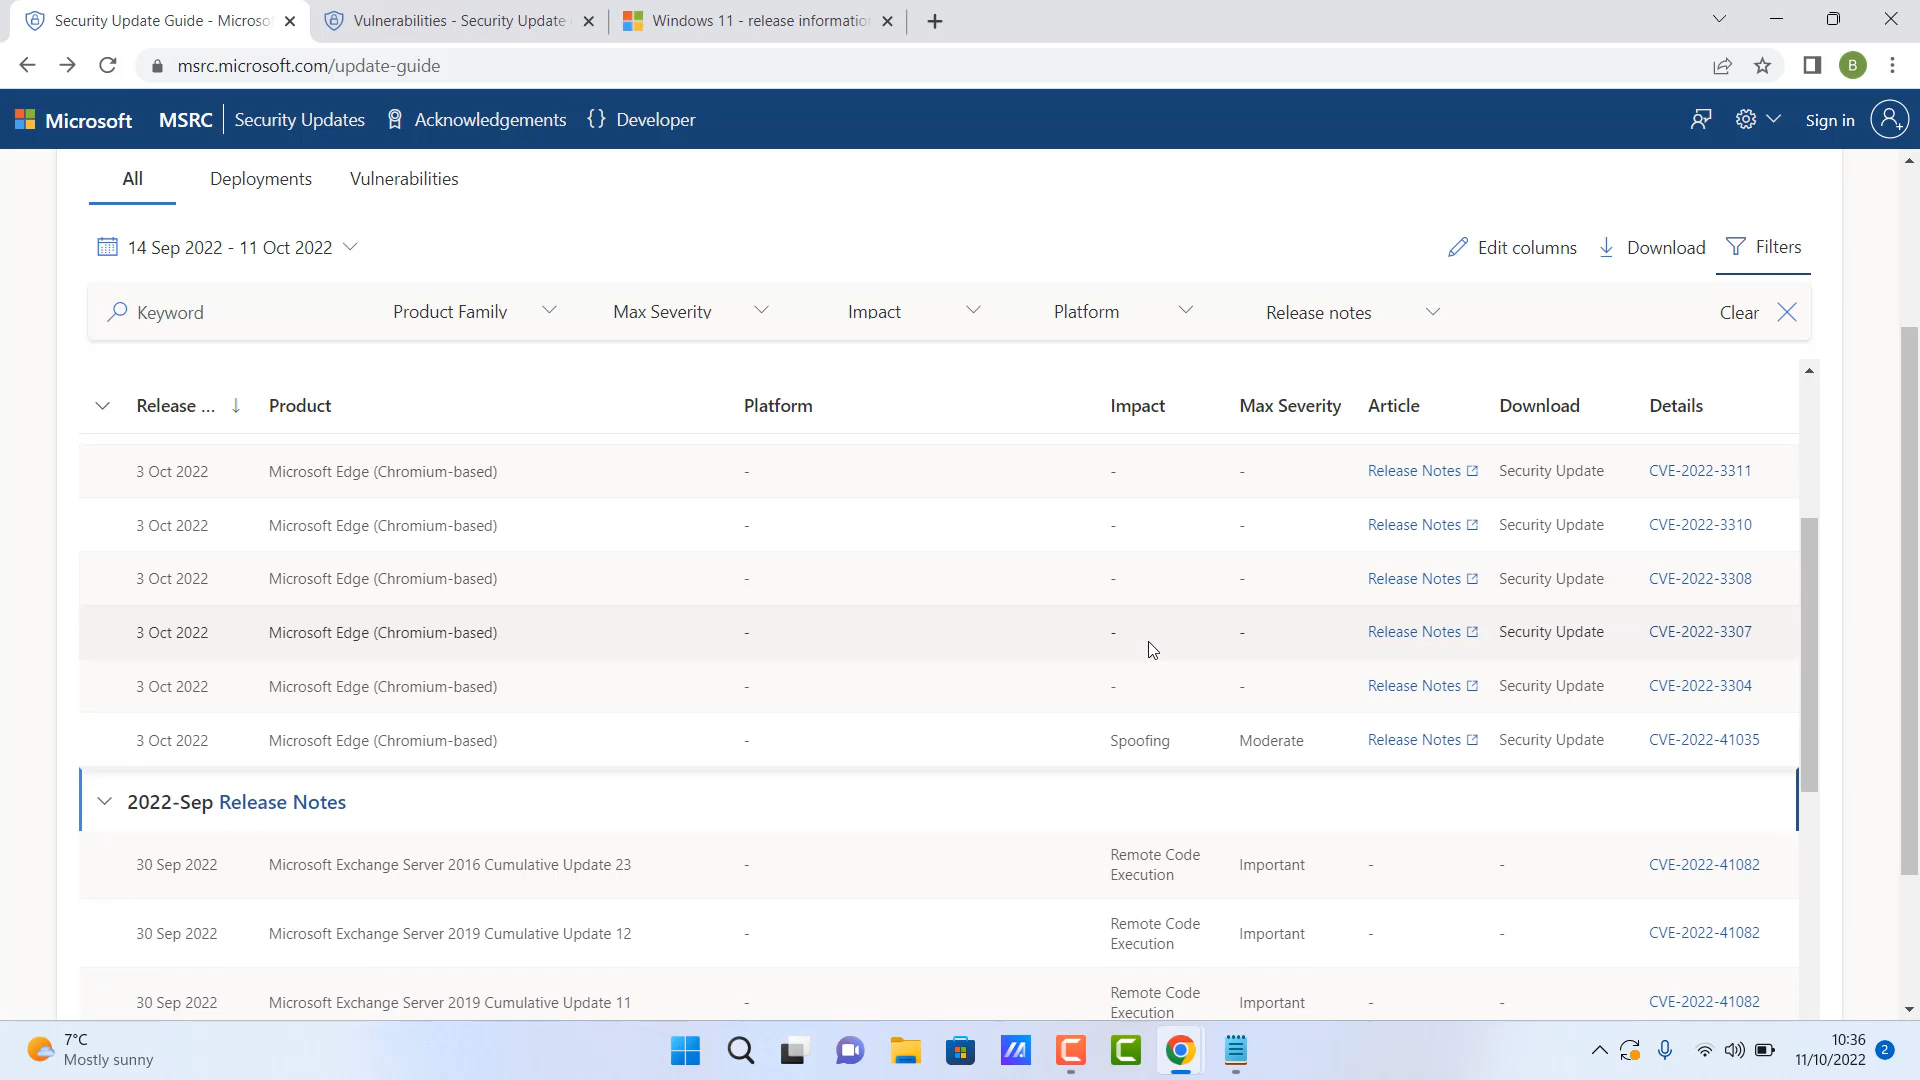 Security Update Guide - Microso
Vulnerabilities - Security Update
Windows 11 - release information
msrc.microsoft.com/update-guide
B
Microsoft MSRC Security Updates Acknowledgements {} Developer Sign in
All Deployments Vulnerabilities
14 Sep 2022 - 11 Oct 2022 Edit columns Download Filters
Keyword Product Family Max Severity Impact Platform Release notes Clear
Release ... Product Platform Impact Max Severity Article Download Details
3 Oct 2022 Microsoft Edge (Chromium-based) - - - Release Notes Security Update CVE-2022-3311
3 Oct 2022 Microsoft Edge (Chromium-based) - - - Release Notes Security Update CVE-2022-3310
3 Oct 2022 Microsoft Edge (Chromium-based) - - - Release Notes Security Update CVE-2022-3308
3 Oct 2022 Microsoft Edge (Chromium-based) - - - Release Notes Security Update CVE-2022-3307
3 Oct 2022 Microsoft Edge (Chromium-based) - - - Release Notes Security Update CVE-2022-3304
3 Oct 2022 Microsoft Edge (Chromium-based) - Spoofing Moderate Release Notes Security Update CVE-2022-41035
2022-Sep Release Notes
30 Sep 2022 Microsoft Exchange Server 2016 Cumulative Update 23 - Remote Code Execution Important - - CVE-2022-41082
30 Sep 2022 Microsoft Exchange Server 2019 Cumulative Update 12 - Remote Code Execution Important - - CVE-2022-41082
30 Sep 2022 Microsoft Exchange Server 2019 Cumulative Update 11 - Remote Code Execution Important - - CVE-2022-41082
7°C
Mostly sunny
10:36
11/10/2022
2